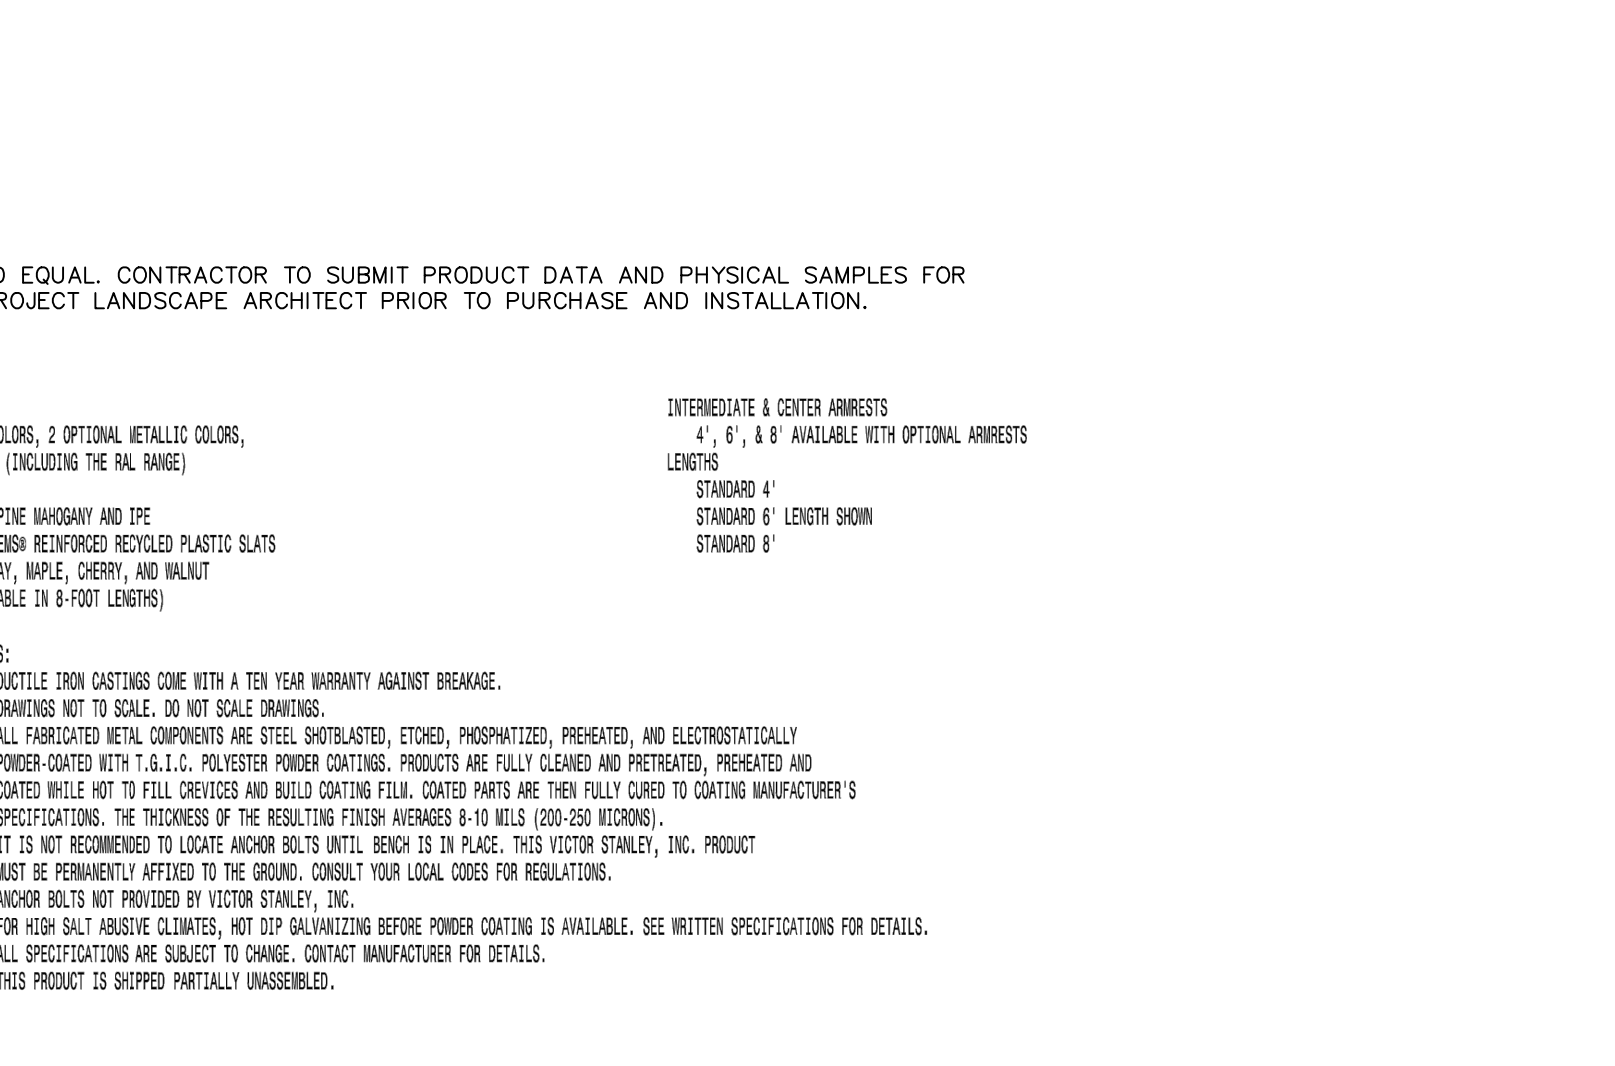 EQUAL. CONTRACTOR TO SUBMIT PRODUCT DATA AND PHYSICAL SAMPLES FOR
ROJECT LANDSCAPE ARCHITECT PRIOR TO PURCHASE AND INSTALLATION.
OLORS, 2 OPTIONAL METALLIC COLORS,
(INCLUDING THE RAL RANGE)
PINE MAHOGANY AND IPE
EMS® REINFORCED RECYCLED PLASTIC SLATS
AY, MAPLE, CHERRY, AND WALNUT
ABLE IN 8-FOOT LENGTHS)
INTERMEDIATE & CENTER ARMRESTS
4', 6', & 8' AVAILABLE WITH OPTIONAL ARMRESTS
LENGTHS
STANDARD 4'
STANDARD 6' LENGTH SHOWN
STANDARD 8'
S:
DUCTILE IRON CASTINGS COME WITH A TEN YEAR WARRANTY AGAINST BREAKAGE.
DRAWINGS NOT TO SCALE. DO NOT SCALE DRAWINGS.
ALL FABRICATED METAL COMPONENTS ARE STEEL SHOTBLASTED, ETCHED, PHOSPHATIZED, PREHEATED, AND ELECTROSTATICALLY
POWDER-COATED WITH T.G.I.C. POLYESTER POWDER COATINGS. PRODUCTS ARE FULLY CLEANED AND PRETREATED, PREHEATED AND
COATED WHILE HOT TO FILL CREVICES AND BUILD COATING FILM. COATED PARTS ARE THEN FULLY CURED TO COATING MANUFACTURER'S
SPECIFICATIONS. THE THICKNESS OF THE RESULTING FINISH AVERAGES 8-10 MILS (200-250 MICRONS).
IT IS NOT RECOMMENDED TO LOCATE ANCHOR BOLTS UNTIL BENCH IS IN PLACE. THIS VICTOR STANLEY, INC. PRODUCT
MUST BE PERMANENTLY AFFIXED TO THE GROUND. CONSULT YOUR LOCAL CODES FOR REGULATIONS.
ANCHOR BOLTS NOT PROVIDED BY VICTOR STANLEY, INC.
FOR HIGH SALT ABUSIVE CLIMATES, HOT DIP GALVANIZING BEFORE POWDER COATING IS AVAILABLE. SEE WRITTEN SPECIFICATIONS FOR DETAILS.
ALL SPECIFICATIONS ARE SUBJECT TO CHANGE. CONTACT MANUFACTURER FOR DETAILS.
THIS PRODUCT IS SHIPPED PARTIALLY UNASSEMBLED.